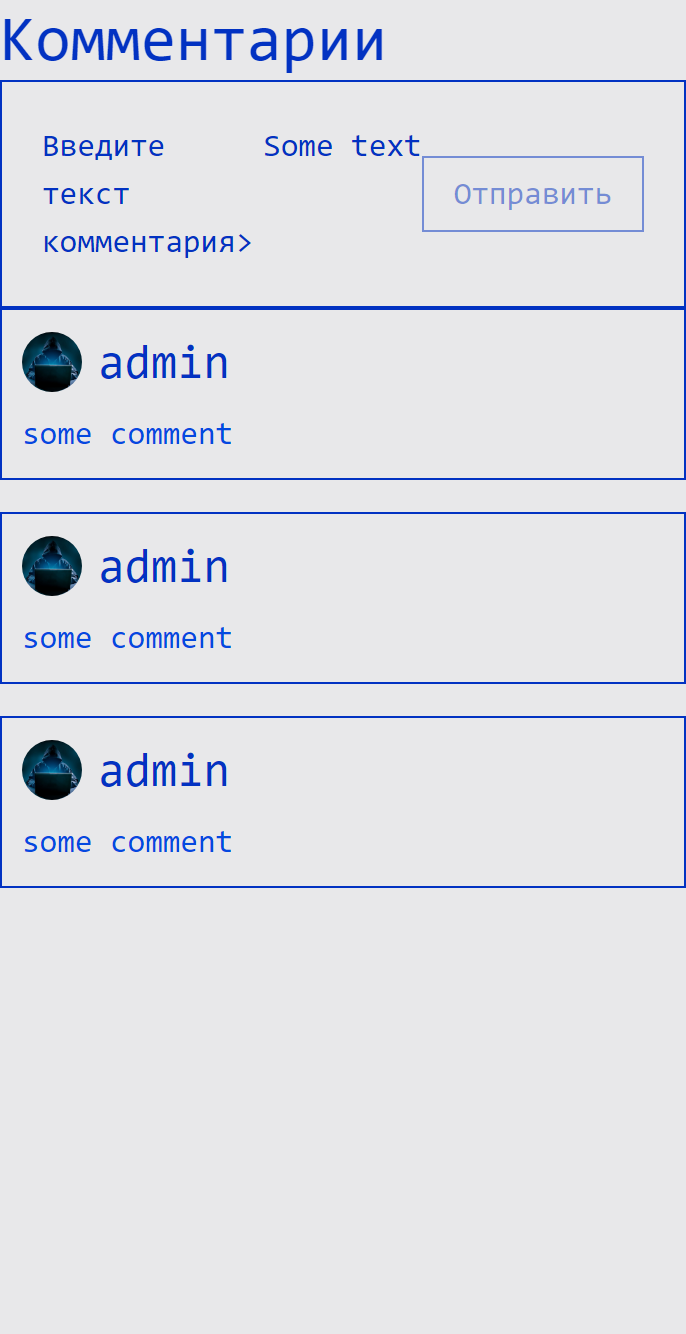 Комментарии
Введите
текст
комментария>
Some text
Отправить
admin
some comment
admin
some comment
admin
some comment